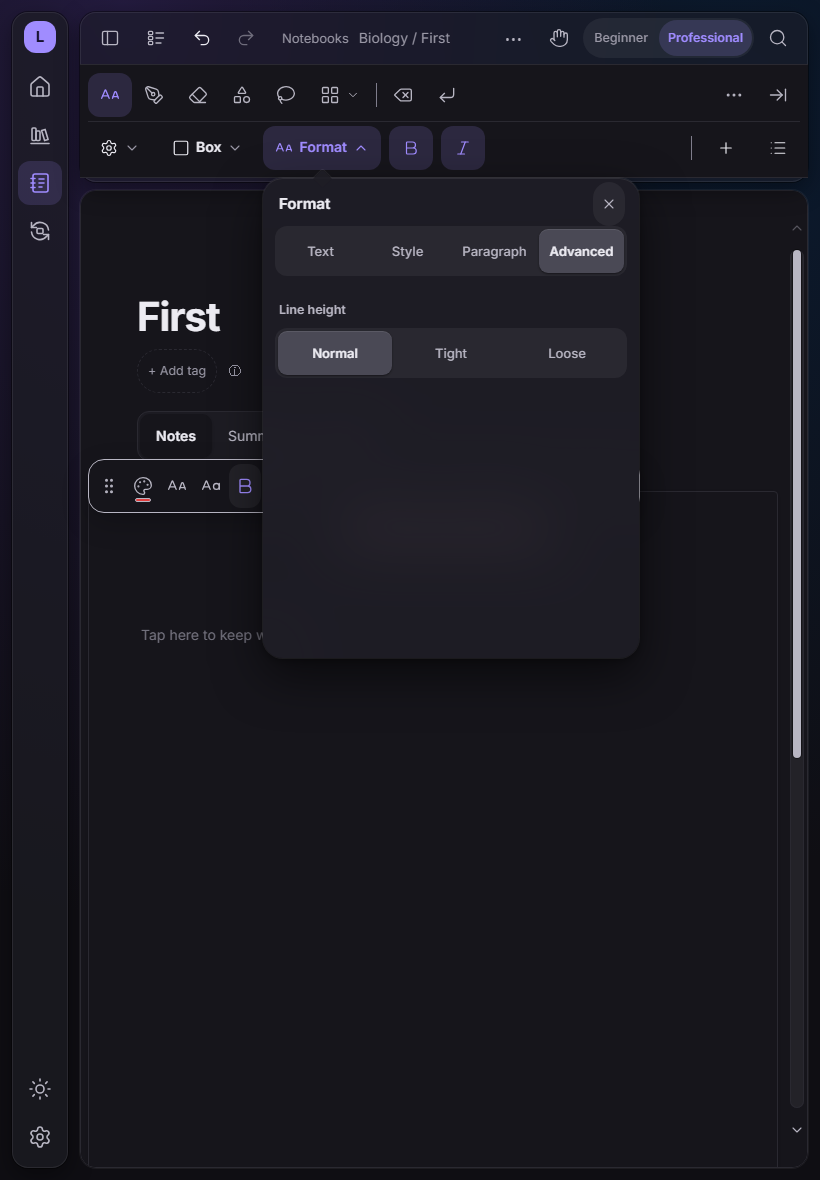 L
Notebooks Biology / First
Beginner Professional
AA
Box AA Format B I
Format
Text Style Paragraph Advanced
Line height
Normal Tight Loose
First
+ Add tag
Notes
AA Aa B
Tap here to keep